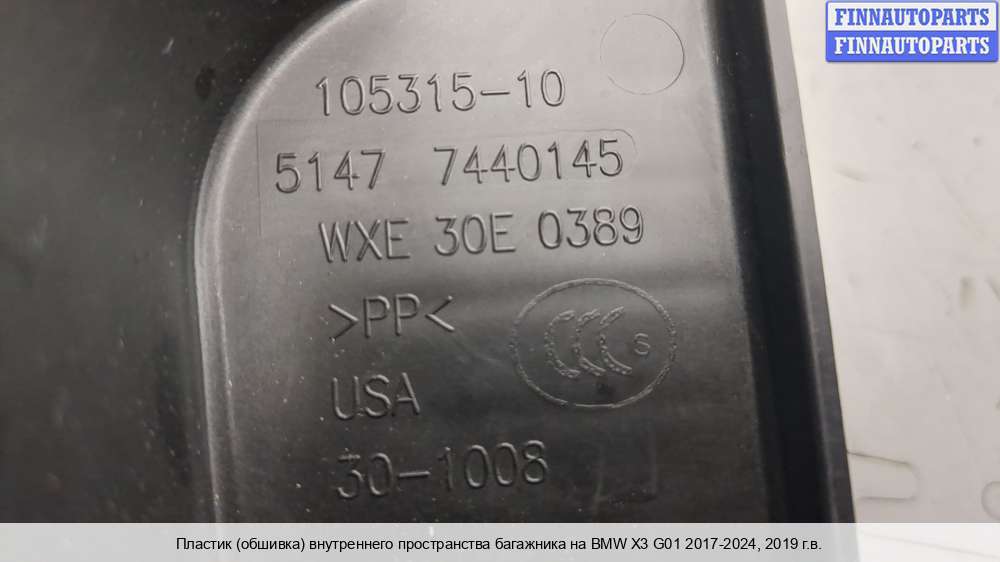 FINNAUTOPARTS
FINNAUTOPARTS
105315-10
5147 7440145
WXE 30E 0389
>PP<
CCC S
USA
30-1008
Пластик (обшивка) внутреннего пространства багажника на BMW X3 G01 2017-2024, 2019 г.в.